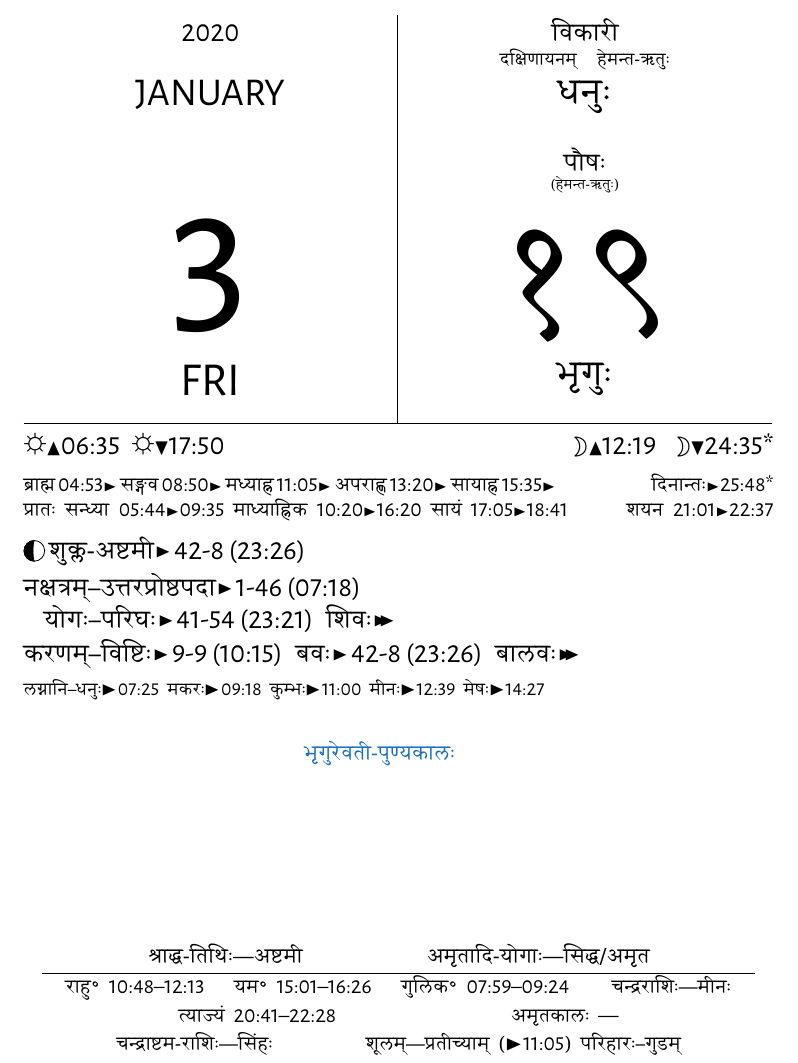 2020
JANUARY
3
FRI
विकारी
दक्षिणायनम् हेमन्त-ऋतुः
धनुः
पौषः
(हेमन्त-ऋतुः)
१९
भृगुः
☼▲06:35 ☼▼17:50 ☽▲12:19 ☽▼24:35*
ब्राह्म 04:53► सङ्गव 08:50► मध्याह्न 11:05► अपराह्ण 13:20► सायाह्न 15:35► दिनान्तः►25:48*
प्रातः सन्ध्या 05:44►09:35 माध्याह्निक 10:20►16:20 सायं 17:05►18:41 शयन 21:01►22:37
🌓 शुक्ल-अष्टमी► 42-8 (23:26)
नक्षत्रम्–उत्तरप्रोष्ठपदा► 1-46 (07:18)
योगः–परिघः► 41-54 (23:21) शिवः►►
करणम्–विष्टिः► 9-9 (10:15) बवः► 42-8 (23:26) बालवः►►
लग्नानि–धनुः► 07:25 मकरः► 09:18 कुम्भः► 11:00 मीनः► 12:39 मेषः► 14:27
भृगुरेवती-पुण्यकालः
श्राद्ध-तिथिः—अष्टमी अमृतादि-योगाः—सिद्ध/अमृत
राहु॰ 10:48–12:13 यम॰ 15:01–16:26 गुलिक॰ 07:59–09:24 चन्द्रराशिः—मीनः
त्याज्यं 20:41–22:28 अमृतकालः —
चन्द्राष्टम-राशिः—सिंहः शूलम्—प्रतीच्याम् (►11:05) परिहारः–गुडम्